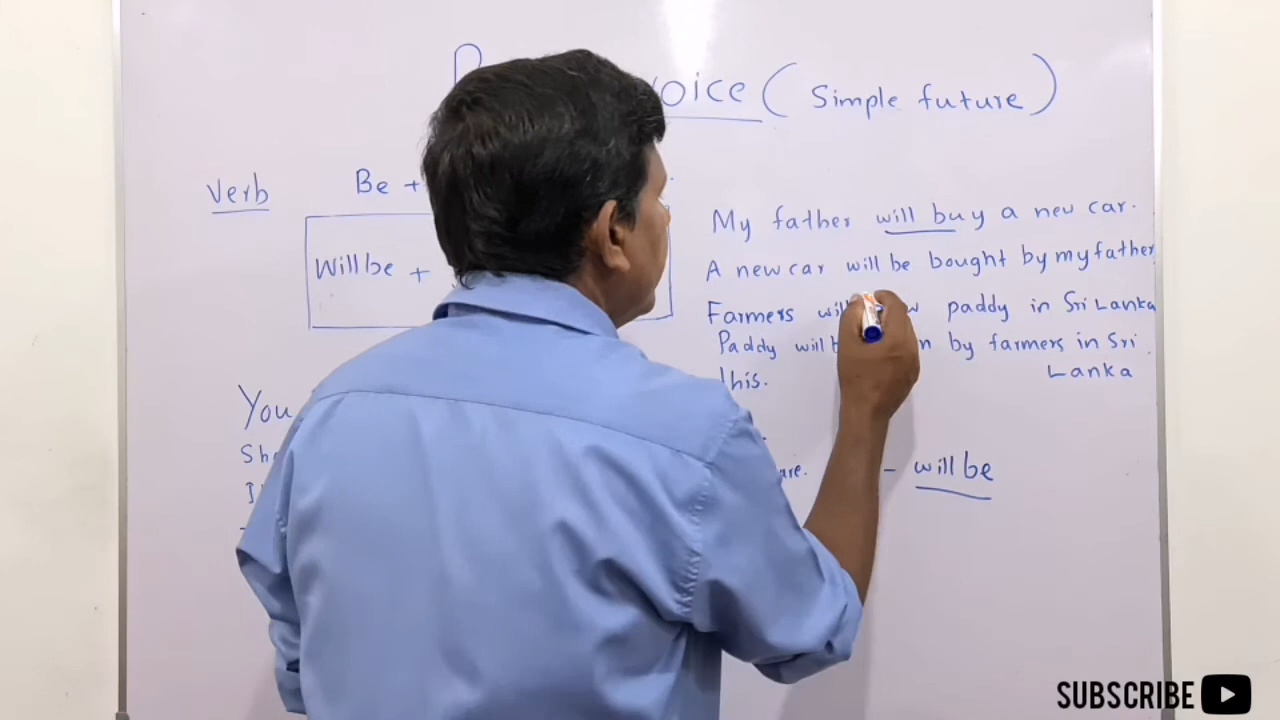 voice ( Simple future )
Verb Be +
Will be +
My father will buy a new car.
A new car will be bought by my father
Farmers paddy in Sri Lanka
Paddy will by farmers in Sri
Lanka
this.
You
- will be
SUBSCRIBE